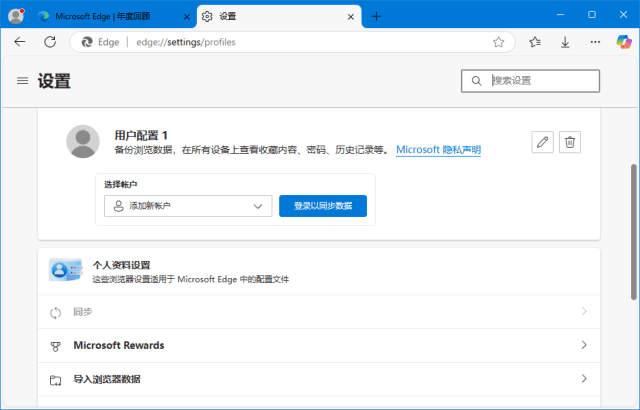 Microsoft Edge | 年度回顾
设置
Edge
edge://settings/profiles
设置
搜索设置
用户配置 1
备份浏览数据，在所有设备上查看收藏内容、密码、历史记录等。 Microsoft 隐私声明
选择帐户
添加新帐户
登录以同步数据
个人资料设置
这些浏览器设置适用于 Microsoft Edge 中的配置文件
同步
Microsoft Rewards
导入浏览器数据